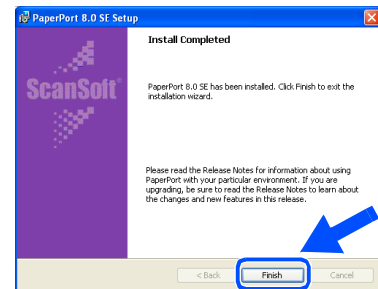 PaperPort 8.0 SE Setup
Install Completed
ScanSoft®
PaperPort 8.0 SE has been installed. Click Finish to exit the
installation wizard.
Please read the Release Notes for information about using
PaperPort with your particular environment. If you are
upgrading, be sure to read the Release Notes to learn about
the changes and new features in this release.
< Back
Finish
Cancel